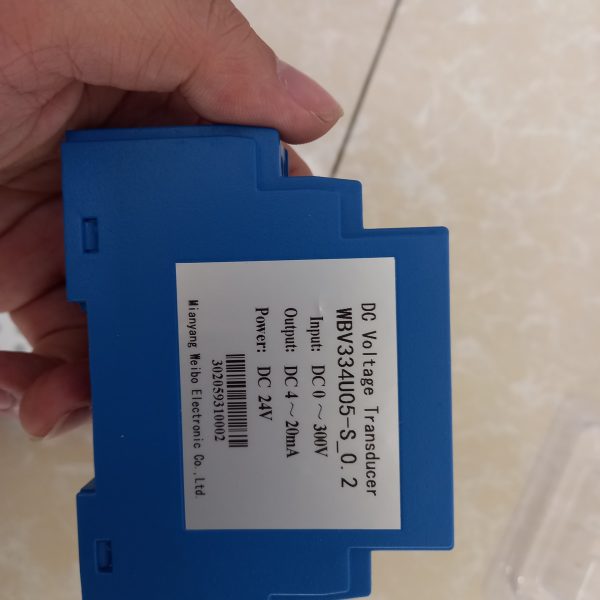 DC Voltage Transducer
WBV334U05-S_0.2
Input: DC 0～300V
Output: DC 4～20mA
Power: DC 24V
302059310002
Mianyang Weibo Electronic Co.,Ltd.